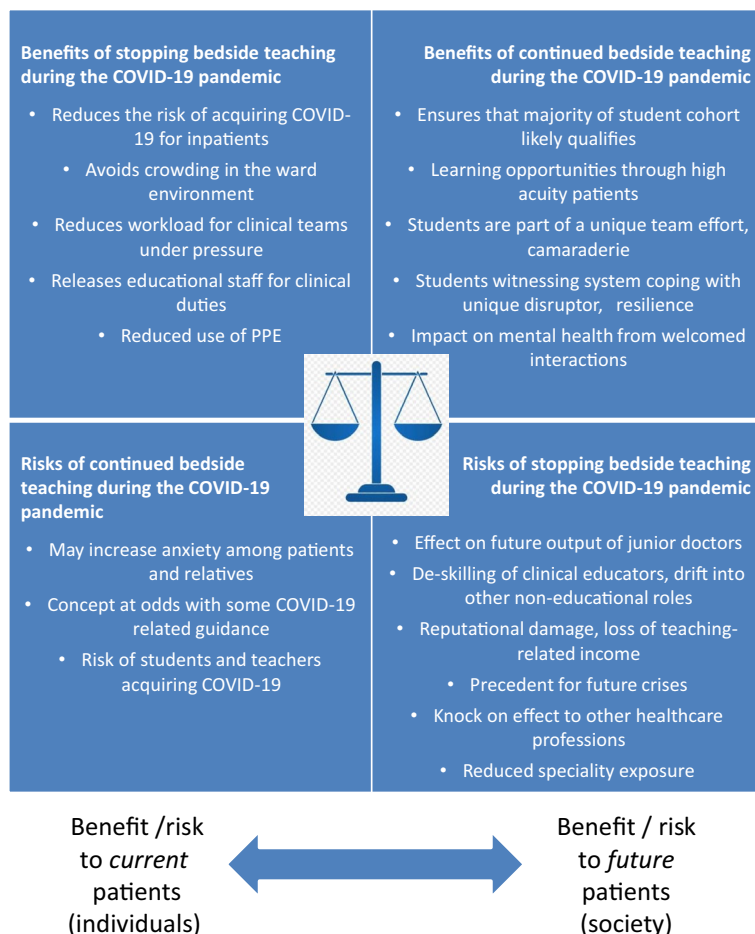 Benefits of stopping bedside teaching
during the COVID-19 pandemic
• Reduces the risk of acquiring COVID-
19 for inpatients
• Avoids crowding in the ward
environment
• Reduces workload for clinical teams
under pressure
• Releases educational staff for clinical
duties
• Reduced use of PPE
Benefits of continued bedside teaching
during the COVID-19 pandemic
• Ensures that majority of student cohort
likely qualifies
• Learning opportunities through high
acuity patients
• Students are part of a unique team effort,
camaraderie
• Students witnessing system coping with
unique disruptor, resilience
• Impact on mental health from welcomed
interactions
Risks of continued bedside
teaching during the COVID-19
pandemic
• May increase anxiety among patients
and relatives
• Concept at odds with some COVID-19
related guidance
• Risk of students and teachers
acquiring COVID-19
Risks of stopping bedside teaching
during the COVID-19 pandemic
• Effect on future output of junior doctors
• De-skilling of clinical educators, drift into
other non-educational roles
• Reputational damage, loss of teaching-
related income
• Precedent for future crises
• Knock on effect to other healthcare
professions
• Reduced speciality exposure
Benefit /risk
to current
patients
(individuals)
Benefit / risk
to future
patients
(society)